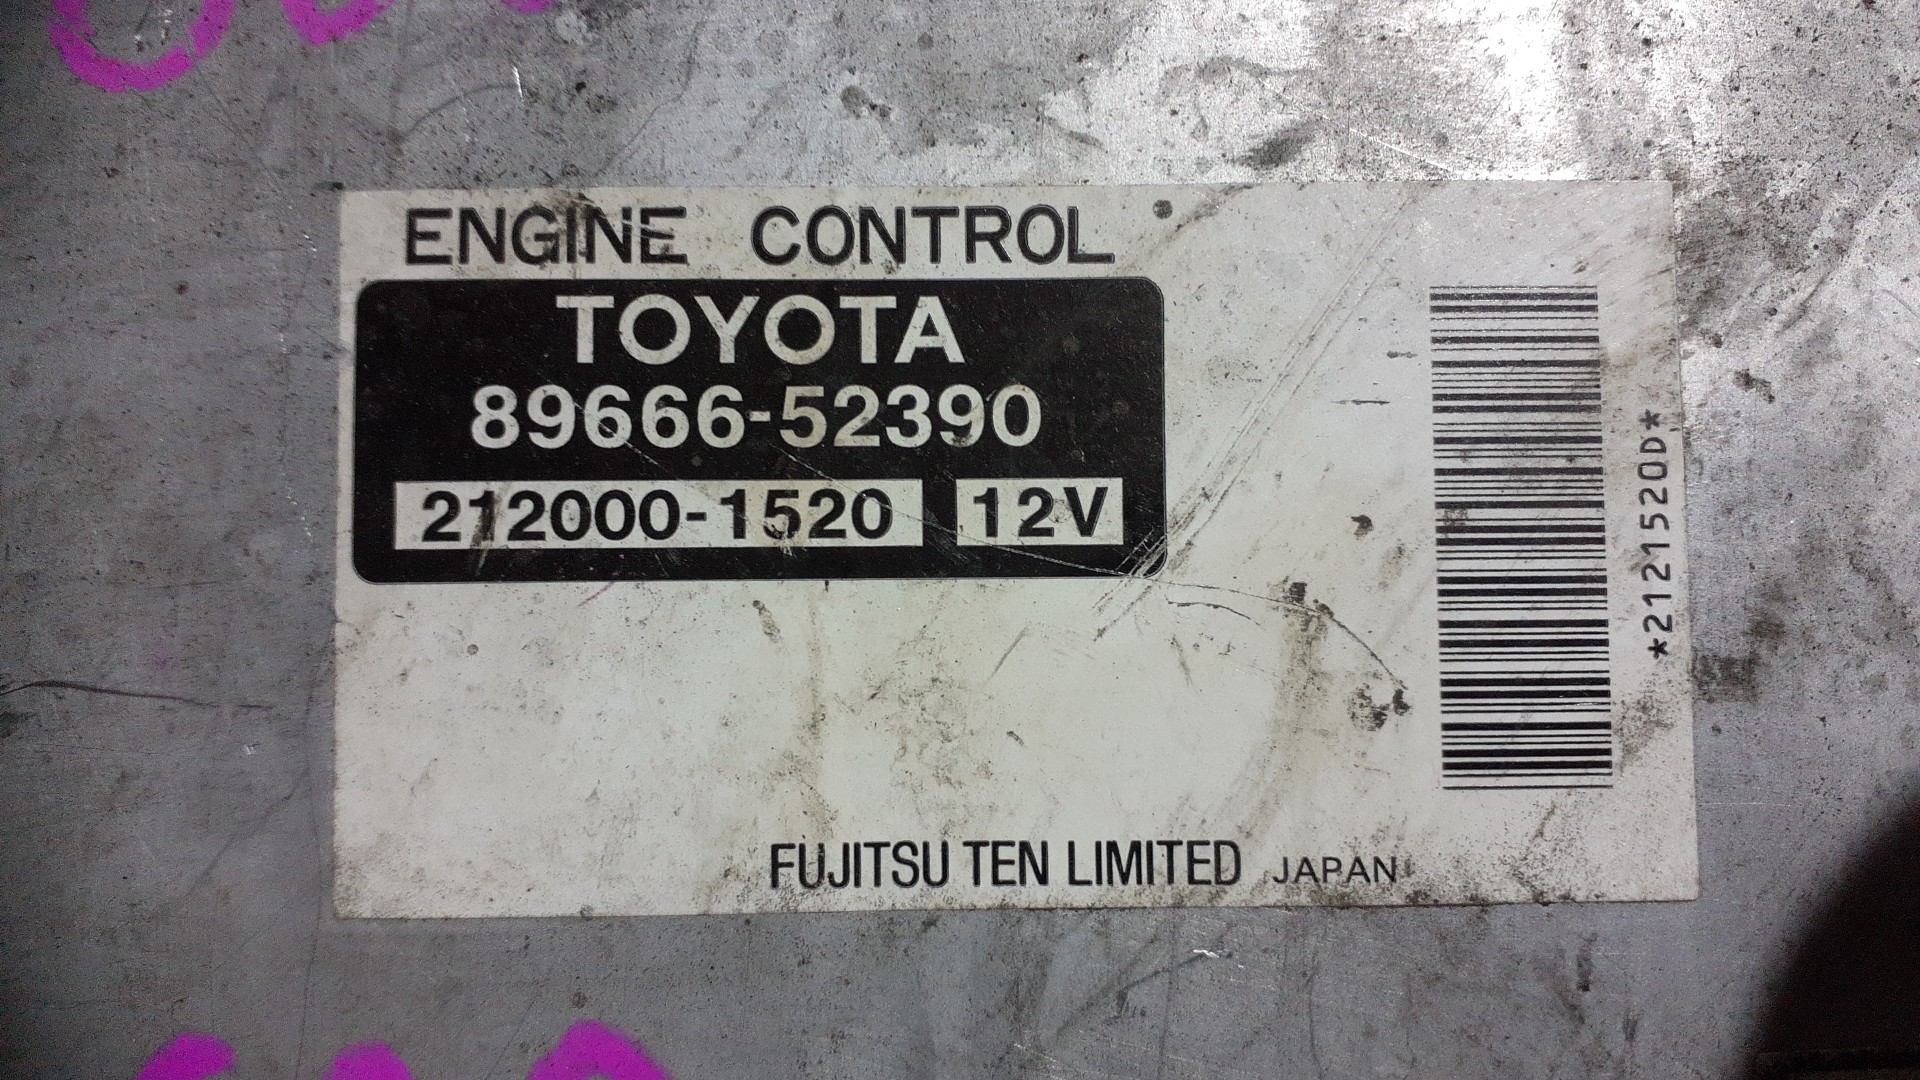 ENGINE CONTROL
TOYOTA
89666-52390
212000-1520 12V
*2121520D*
FUJITSU TEN LIMITED JAPAN